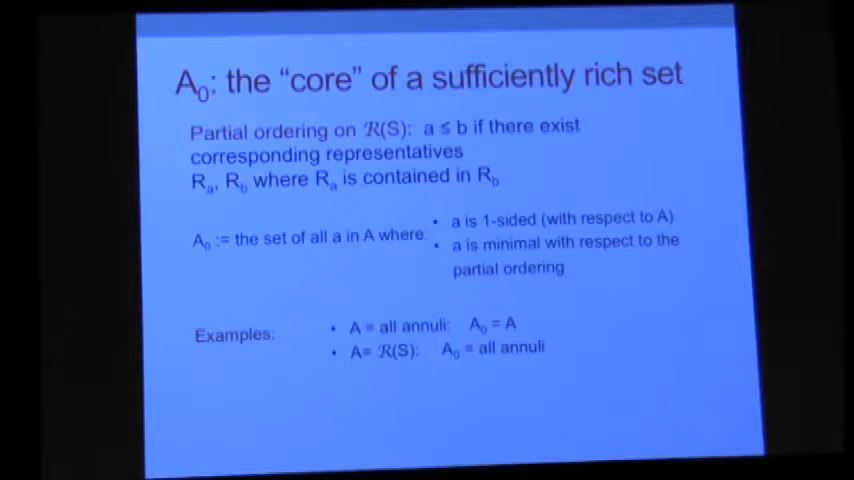 A₀: the “core” of a sufficiently rich set
Partial ordering on ℛ(S): a ≤ b if there exist
corresponding representatives
Rₐ, R_b where Rₐ is contained in R_b
A₀ := the set of all a in A where:
• a is 1-sided (with respect to A)
• a is minimal with respect to the
partial ordering
Examples:
• A = all annuli: A₀ = A
• A= ℛ(S): A₀ = all annuli